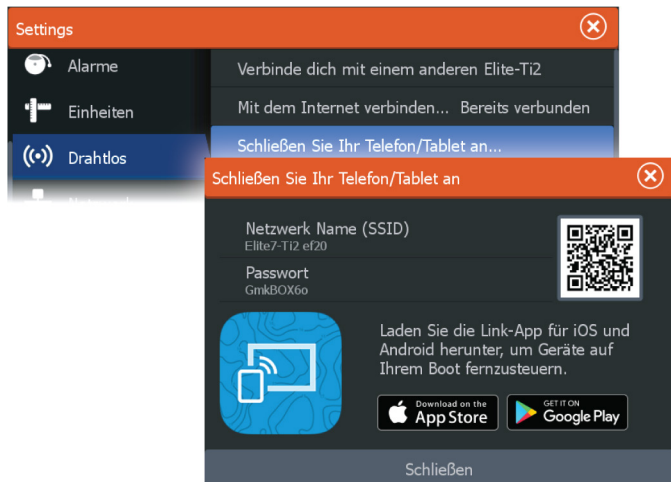 Settings
Alarme
Einheiten
Drahtlos
Verbinde dich mit einem anderen Elite-Ti2
Mit dem Internet verbinden... Bereits verbunden
Schließen Sie Ihr Telefon/Tablet an...
Schließen Sie Ihr Telefon/Tablet an
Netzwerk Name (SSID)
Elite7-Ti2 ef20
Passwort
GmkBOX6o
Laden Sie die Link-App für iOS und
Android herunter, um Geräte auf
Ihrem Boot fernzusteuern.
Download on the
App Store
GET IT ON
Google Play
Schließen